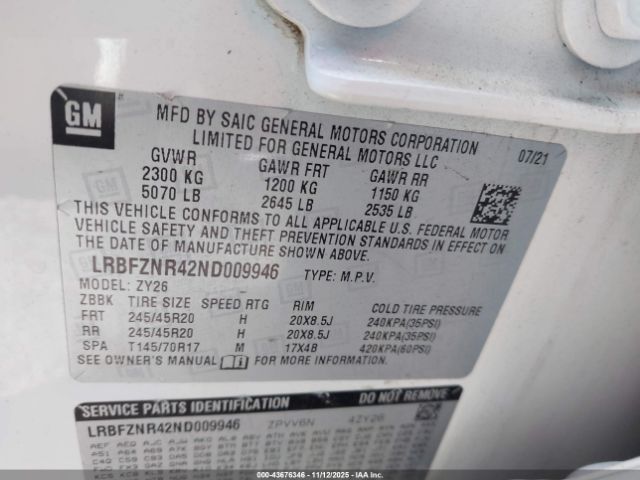 GM
MFD BY SAIC GENERAL MOTORS CORPORATION
LIMITED FOR GENERAL MOTORS LLC
07/21
GVWR GAWR FRT GAWR RR
2300 KG 1200 KG 1150 KG
5070 LB 2645 LB 2535 LB
THIS VEHICLE CONFORMS TO ALL APPLICABLE U.S. FEDERAL MOTOR
VEHICLE SAFETY AND THEFT PREVENTION STANDARDS IN EFFECT ON
THE DATE OF MANUFACTURE SHOWN ABOVE.
LRBFZNR42ND009946 TYPE: M.P.V.
MODEL: ZY26
ZBBK TIRE SIZE SPEED RTG RIM COLD TIRE PRESSURE
FRT 245/45R20 H 20X8.5J 240KPA(35PSI)
RR 245/45R20 H 20X8.5J 240KPA(35PSI)
SPA T145/70R17 M 17X4B 420KPA(60PSI)
SEE OWNER'S MANUAL FOR MORE INFORMATION.
SERVICE PARTS IDENTIFICATION DO NOT REMOVE
LRBFZNR42ND009946 ZPVV6N 4ZY26
Stock: 43676346 - 11/12/2025 - IAAI.com